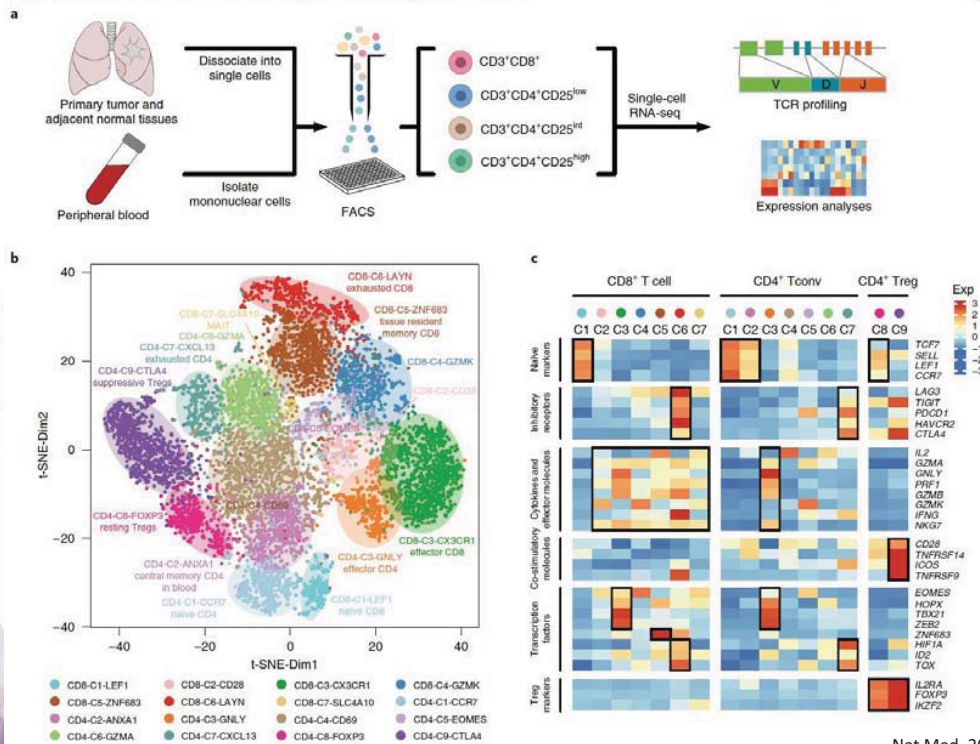 a
Primary tumor and
adjacent normal tissues
Peripheral blood
Dissociate into
single cells
Isolate
mononuclear cells
FACS
CD3⁺CD8⁺
CD3⁺CD4⁺CD25low
CD3⁺CD4⁺CD25int
CD3⁺CD4⁺CD25high
Single-cell
RNA-seq
V D J
TCR profiling
Expression analyses
b
t-SNE-Dim2
40
20
0
−20
−40
−40 −20 0 20 40
t-SNE-Dim1
CD8-C6-LAYN
exhausted CD8
CD8-C7-SLC4A10
MAIT
CD8-C5-ZNF683
tissue resident
memory CD8
CD4-C6-GZMA
CD4-C7-CXCL13
exhausted CD4
CD8-C4-GZMK
CD4-C9-CTLA4
suppressive Tregs
CD8-C2-CD28
CD4-C5-EOMES
CD4-C4-CD69
CD4-C8-FOXP3
resting Tregs
CD8-C3-CX3CR1
effector CD8
CD4-C3-GNLY
effector CD4
CD4-C2-ANXA1
central memory CD4
in blood
CD4-C1-CCR7
naive CD4
CD8-C1-LEF1
naive CD8
CD8-C1-LEF1 CD8-C2-CD28 CD8-C3-CX3CR1 CD8-C4-GZMK
CD8-C5-ZNF683 CD8-C6-LAYN CD8-C7-SLC4A10 CD4-C1-CCR7
CD4-C2-ANXA1 CD4-C3-GNLY CD4-C4-CD69 CD4-C5-EOMES
CD4-C6-GZMA CD4-C7-CXCL13 CD4-C8-FOXP3 CD4-C9-CTLA4
c
CD8⁺ T cell CD4⁺ Tconv CD4⁺ Treg
C1 C2 C3 C4 C5 C6 C7 C1 C2 C3 C4 C5 C6 C7 C8 C9
Exp
3
2
1
0
Naive
markers
TCF7
SELL
LEF1
CCR7
Inhibitory
receptors
LAG3
TIGIT
PDCD1
HAVCR2
CTLA4
Cytokines and
effector molecules
IL2
GZMA
GNLY
PRF1
GZMB
GZMK
IFNG
NKG7
Co-stimulatory
molecules
CD28
TNFRSF14
ICOS
TNFRSF9
Transcription
factors
EOMES
HOPX
TBX21
ZEB2
ZNF683
HIF1A
ID2
TOX
Treg
markers
IL2RA
FOXP3
IKZF2